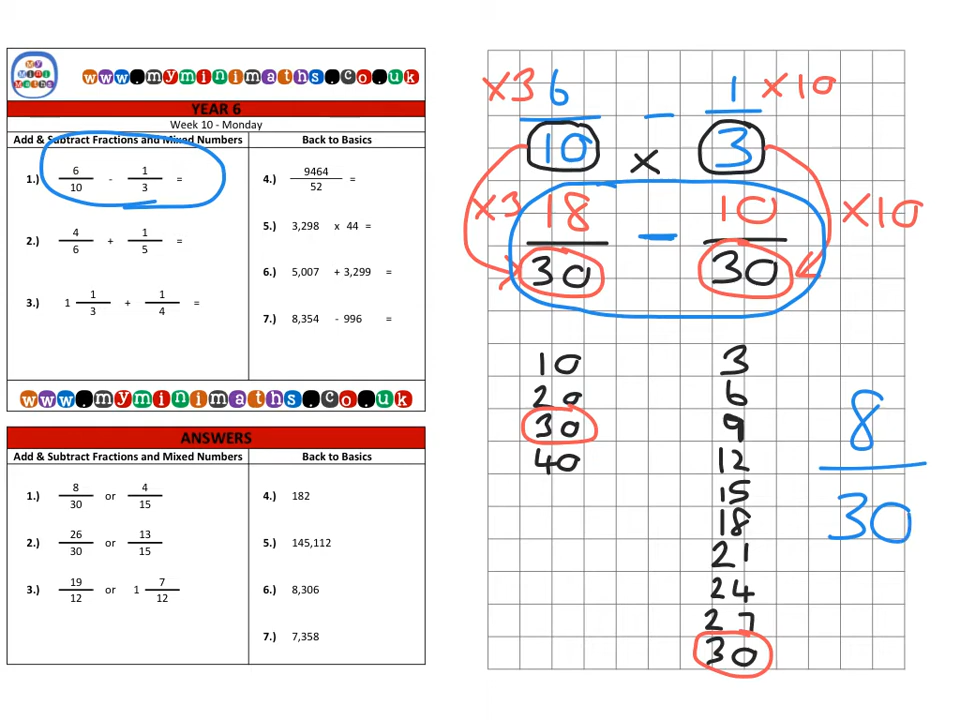 My
Mini
Maths
www.myminimaths.co.uk
YEAR 6
Week 10 - Monday
Add & Subtract Fractions and Mixed Numbers
1.) 6/10 - 1/3 =
2.) 4/6 + 1/5 =
3.) 1 1/3 + 1/4 =
Back to Basics
4.) 9464/52 =
5.) 3,298 x 44 =
6.) 5,007 + 3,299 =
7.) 8,354 - 996 =
www.myminimaths.co.uk
ANSWERS
Add & Subtract Fractions and Mixed Numbers
1.) 8/30 or 4/15
2.) 26/30 or 13/15
3.) 19/12 or 1 7/12
Back to Basics
4.) 182
5.) 145,112
6.) 8,306
7.) 7,358
×3 6 - 1 ×10
10 × 3
×3 18 - 10 ×10
30 30
10
20
30
40
3
6
9
12
15
18
21
24
27
30
8
30